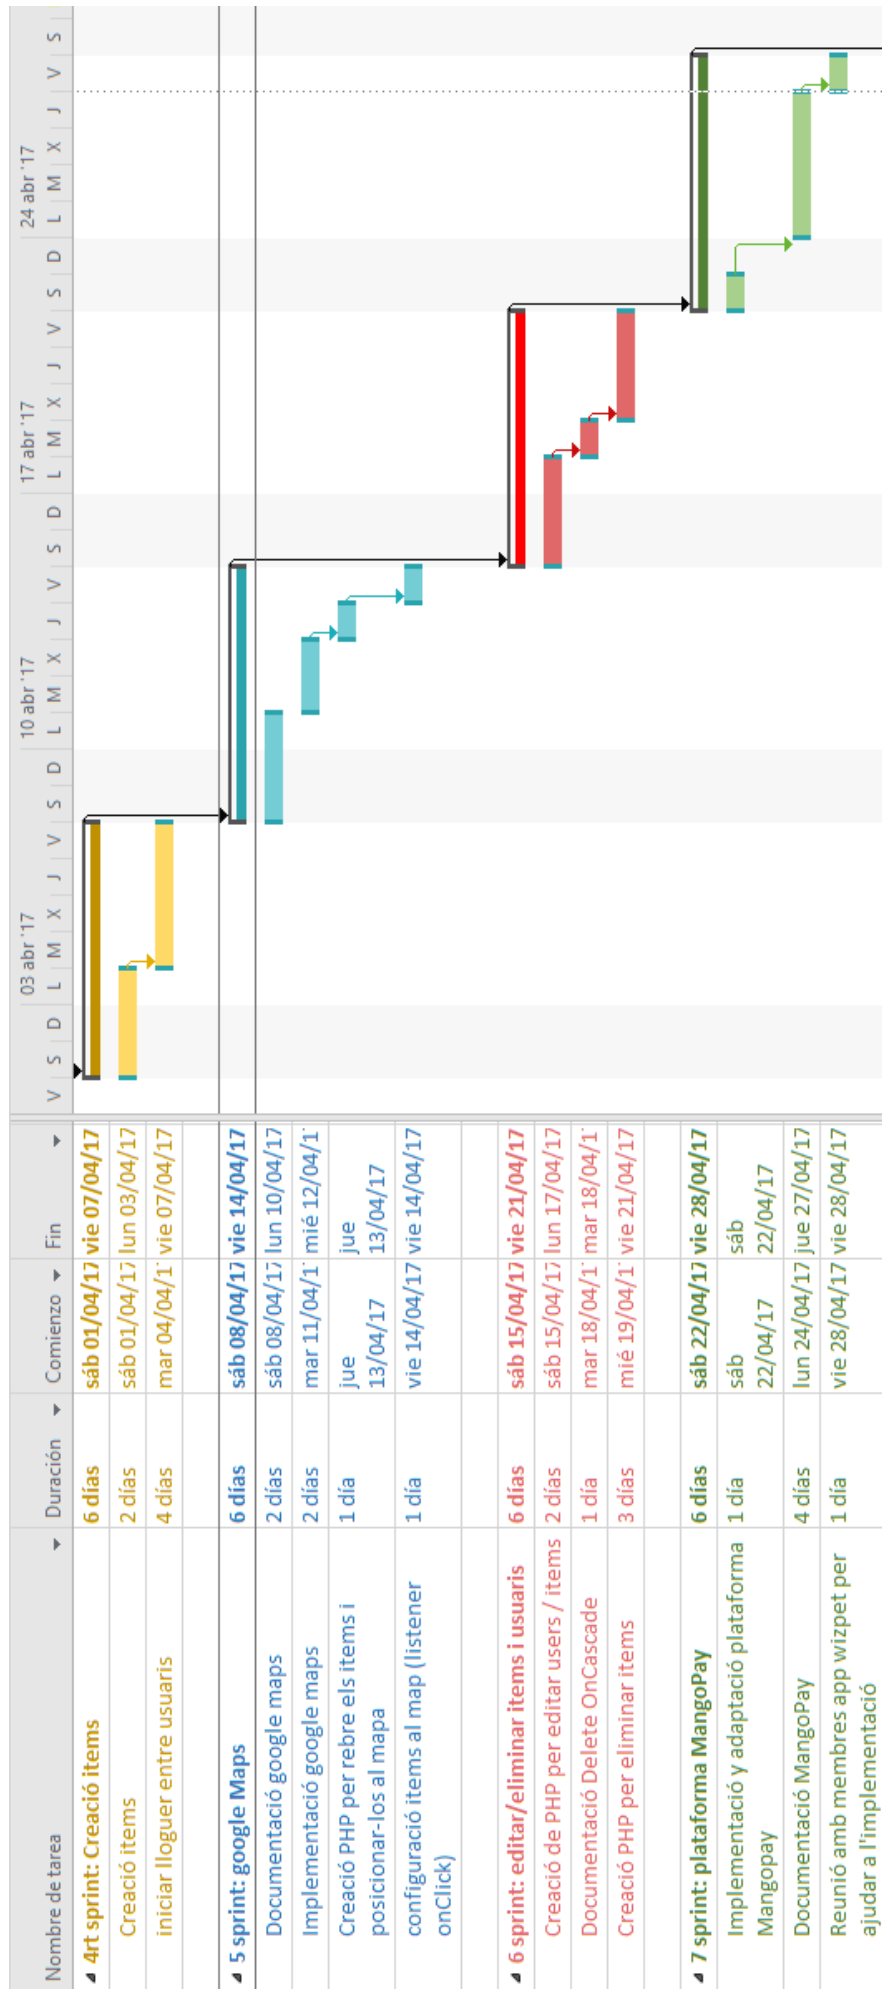 Nombre de tarea Duración Comienzo Fin
4rt sprint: Creació items 6 días sáb 01/04/17 vie 07/04/17
Creació items 2 días sáb 01/04/17 lun 03/04/17
iniciar lloguer entre usuaris 4 días mar 04/04/1 vie 07/04/17
5 sprint: google Maps 6 días sáb 08/04/17 vie 14/04/17
Documentació google maps 2 días sáb 08/04/17 lun 10/04/17
Implementació google maps 2 días mar 11/04/1 mié 12/04/1
Creació PHP per rebre els items i
posicionar-los al mapa
1 día
jue
13/04/17
jue
13/04/17
configuració items al map (listener
onClick)
1 día
vie 14/04/17
vie 14/04/17
6 sprint: editar/eliminar items i usuaris 6 días sáb 15/04/17 vie 21/04/17
Creació de PHP per editar users / items 2 días sáb 15/04/17 lun 17/04/17
Documentació Delete OnCascade 1 día mar 18/04/1 mar 18/04/1
Creació PHP per eliminar items 3 días mié 19/04/1 vie 21/04/17
7 sprint: plataforma MangoPay 6 días sáb 22/04/17 vie 28/04/17
Implementació y adaptació plataforma
Mangopay
1 día
sáb
22/04/17
sáb
22/04/17
Documentació MangoPay 4 días lun 24/04/17 jue 27/04/17
Reunió amb membres app wizpet per
ajudar a l'implementació
1 día
vie 28/04/17
vie 28/04/17
03 abr '17 10 abr '17 17 abr '17 24 abr '17
V S D L M X J V S D L M X J V S D L M X J V S D L M X J V S